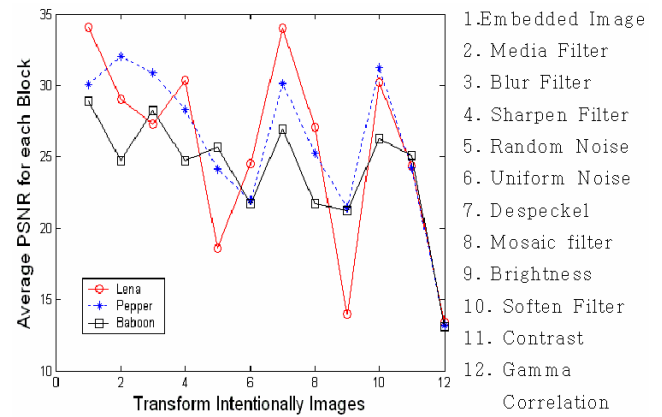 35
30
25
20
15
10
0
2
4
6
8
10
12
Average PSNR for each Block
Transform Intentionally Images
Lena
Pepper
Baboon
1.Embedded Image
2. Media Filter
3. Blur Filter
4. Sharpen Filter
5. Random Noise
6. Uniform Noise
7. Despeckel
8. Mosaic filter
9. Brightness
10. Soften Filter
11. Contrast
12. Gamma
Correlation